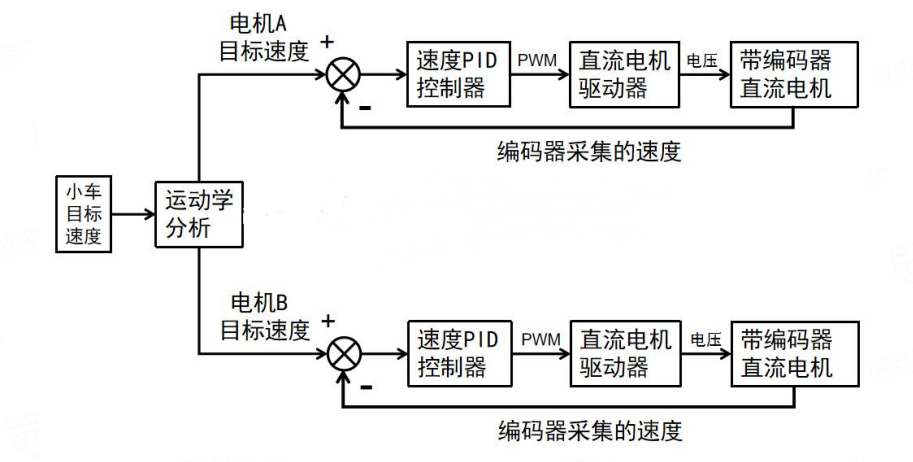 电机A
目标速度
+
速度PID
控制器
PWM
直流电机
驱动器
电压
带编码器
直流电机
-
编码器采集的速度
小车
目标
速度
运动学
分析
电机B
目标速度
+
速度PID
控制器
PWM
直流电机
驱动器
电压
带编码器
直流电机
-
编码器采集的速度